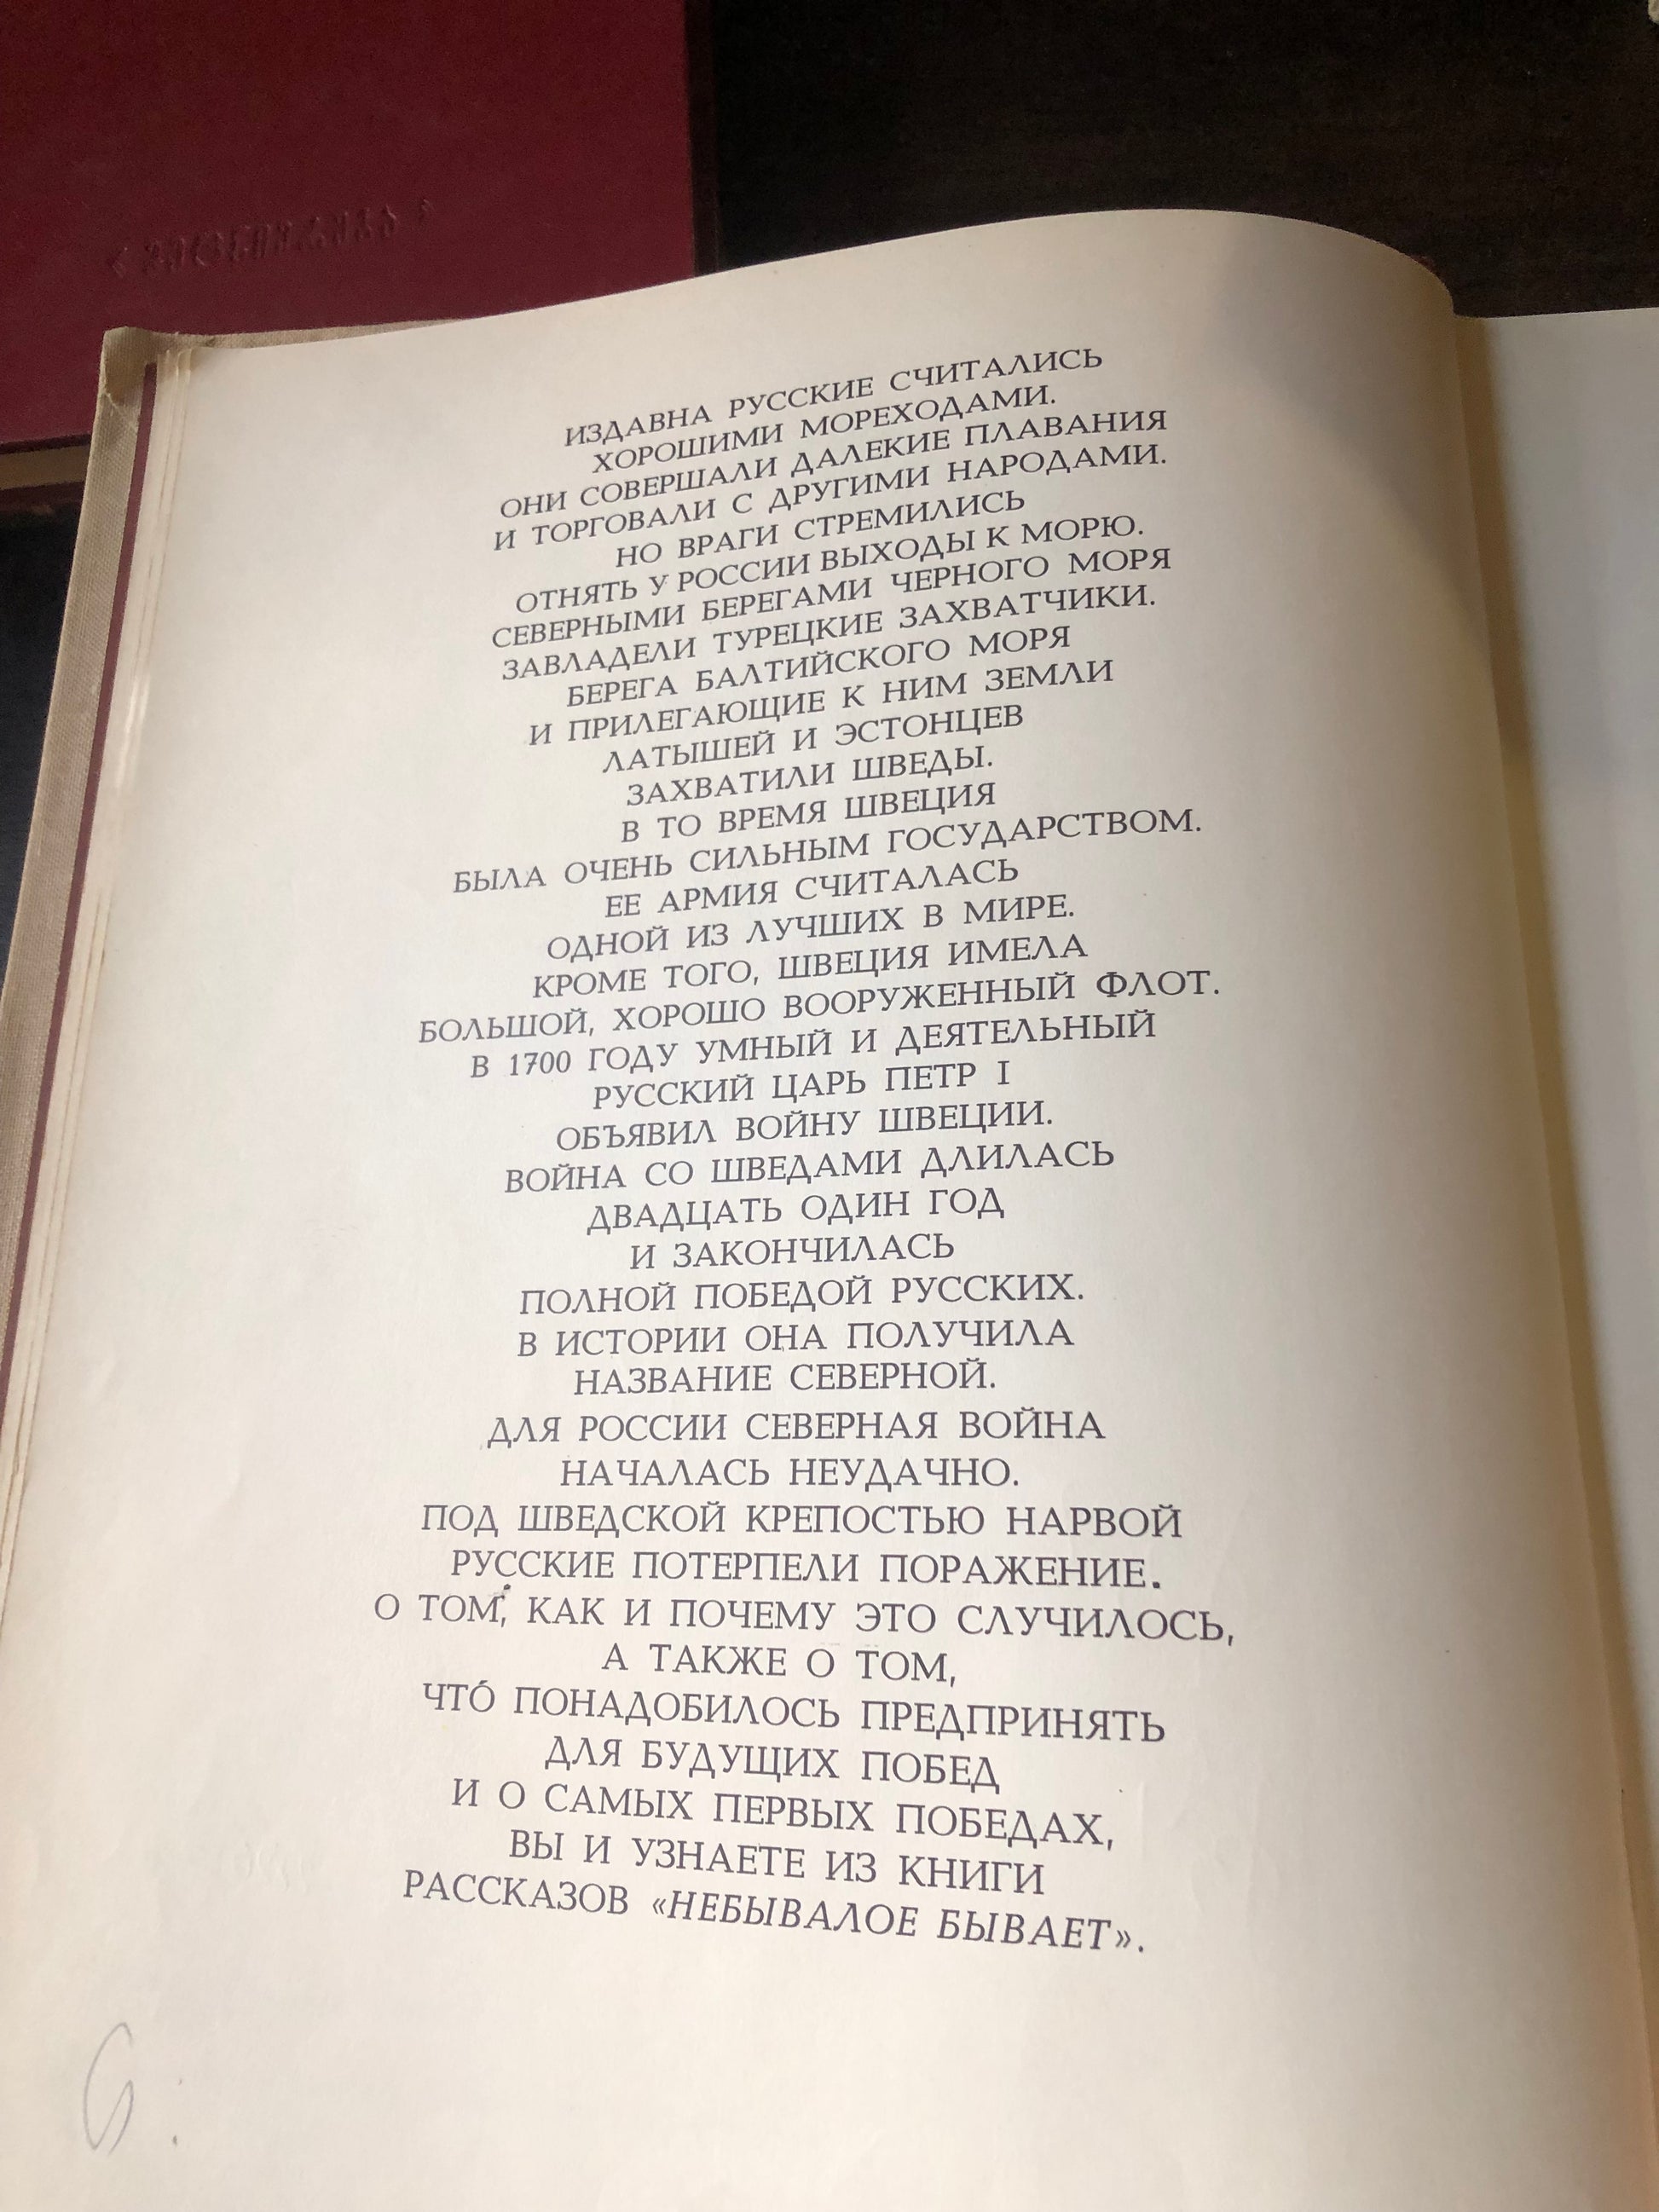 ИЗДАВНА РУССКИЕ СЧИТАЛИСЬ
ХОРОШИМИ МОРЕХОДАМИ.
ОНИ СОВЕРШАЛИ ДАЛЕКИЕ ПЛАВАНИЯ
И ТОРГОВАЛИ С ДРУГИМИ НАРОДАМИ.
НО ВРАГИ СТРЕМИЛИСЬ
ОТНЯТЬ У РОССИИ ВЫХОДЫ К МОРЮ.
СЕВЕРНЫМИ БЕРЕГАМИ ЧЕРНОГО МОРЯ
ЗАВЛАДЕЛИ ТУРЕЦКИЕ ЗАХВАТЧИКИ.
БЕРЕГА БАЛТИЙСКОГО МОРЯ
И ПРИЛЕГАЮЩИЕ К НИМ ЗЕМЛИ
ЛАТЫШЕЙ И ЭСТОНЦЕВ
ЗАХВАТИЛИ ШВЕДЫ.
В ТО ВРЕМЯ ШВЕЦИЯ
БЫЛА ОЧЕНЬ СИЛЬНЫМ ГОСУДАРСТВОМ.
ЕЕ АРМИЯ СЧИТАЛАСЬ
ОДНОЙ ИЗ ЛУЧШИХ В МИРЕ.
КРОМЕ ТОГО, ШВЕЦИЯ ИМЕЛА
БОЛЬШОЙ, ХОРОШО ВООРУЖЕННЫЙ ФЛОТ.
В 1700 ГОДУ УМНЫЙ И ДЕЯТЕЛЬНЫЙ
РУССКИЙ ЦАРЬ ПЕТР I
ОБЪЯВИЛ ВОЙНУ ШВЕЦИИ.
ВОЙНА СО ШВЕДАМИ ДЛИЛАСЬ
ДВАДЦАТЬ ОДИН ГОД
И ЗАКОНЧИЛАСЬ
ПОЛНОЙ ПОБЕДОЙ РУССКИХ.
В ИСТОРИИ ОНА ПОЛУЧИЛА
НАЗВАНИЕ СЕВЕРНОЙ.
ДЛЯ РОССИИ СЕВЕРНАЯ ВОЙНА
НАЧАЛАСЬ НЕУДАЧНО.
ПОД ШВЕДСКОЙ КРЕПОСТЬЮ НАРВОЙ
РУССКИЕ ПОТЕРПЕЛИ ПОРАЖЕНИЕ.
О ТОМ, КАК И ПОЧЕМУ ЭТО СЛУЧИЛОСЬ,
А ТАКЖЕ О ТОМ,
ЧТО́ ПОНАДОБИЛОСЬ ПРЕДПРИНЯТЬ
ДЛЯ БУДУЩИХ ПОБЕД
И О САМЫХ ПЕРВЫХ ПОБЕДАХ,
ВЫ И УЗНАЕТЕ ИЗ КНИГИ
РАССКАЗОВ «НЕБЫВАЛОЕ БЫВАЕТ».